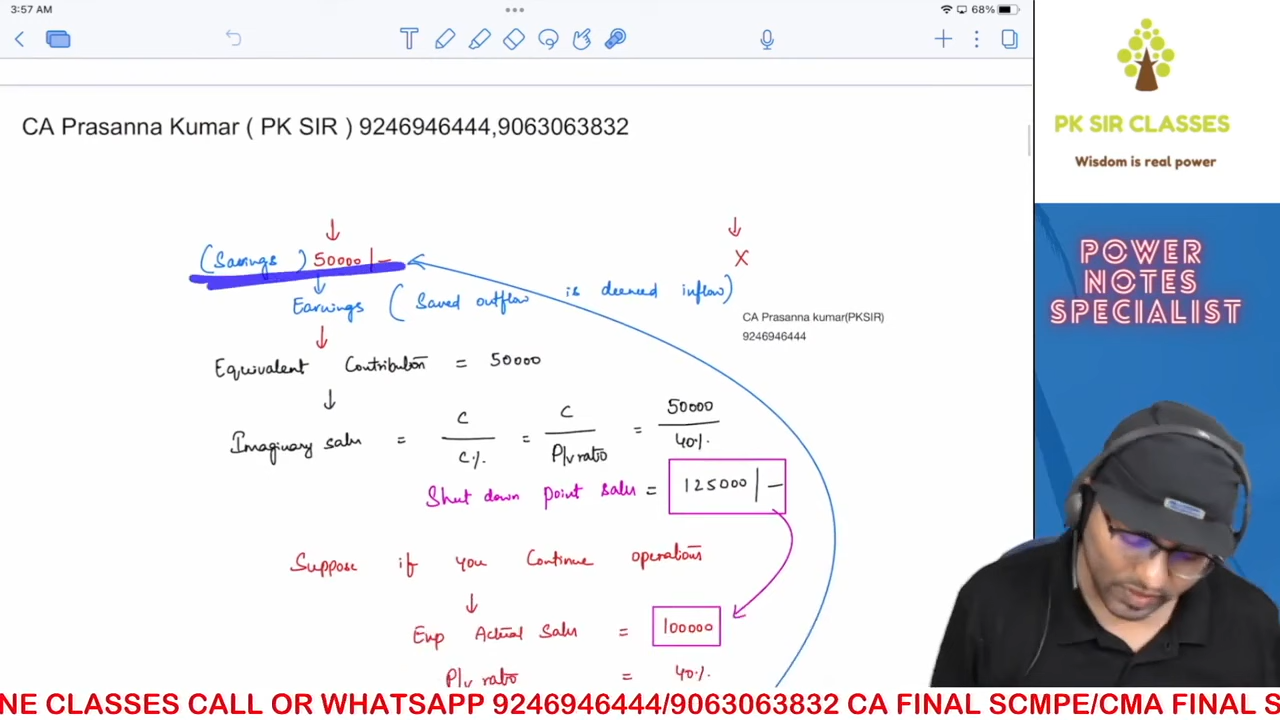 3:57 AM
68%
T
CA Prasanna Kumar ( PK SIR ) 9246946444,9063063832
PK SIR CLASSES
Wisdom is real power
POWER
NOTES
SPECIALIST
(Savings ) 50000/-
X
Earnings ( Saved outflow is deemed inflow)
CA Prasanna kumar(PKSIR)
9246946444
Equivalent Contribution = 50000
Imaginary sales = C / C% = C / P/v ratio = 50000 / 40%
Shut down point sales = 125000/-
Suppose if you Continue operations
Exp Actual Sales = 100000
P/v ratio = 40%
NE CLASSES CALL OR WHATSAPP 9246946444/9063063832 CA FINAL SCMPE/CMA FINAL S